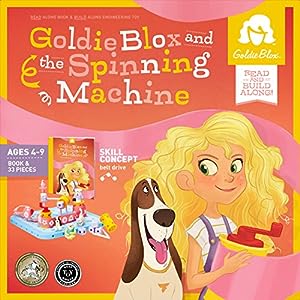 READ ALONG BOOK & BUILD ALONG ENGINEERING TOY
GoldieBlox and
the Spinning
Machine
GoldieBlox
READ
AND
BUILD
ALONG!
AGES 4-9
BOOK &
33 PIECES
SKILL
CONCEPT
belt drive